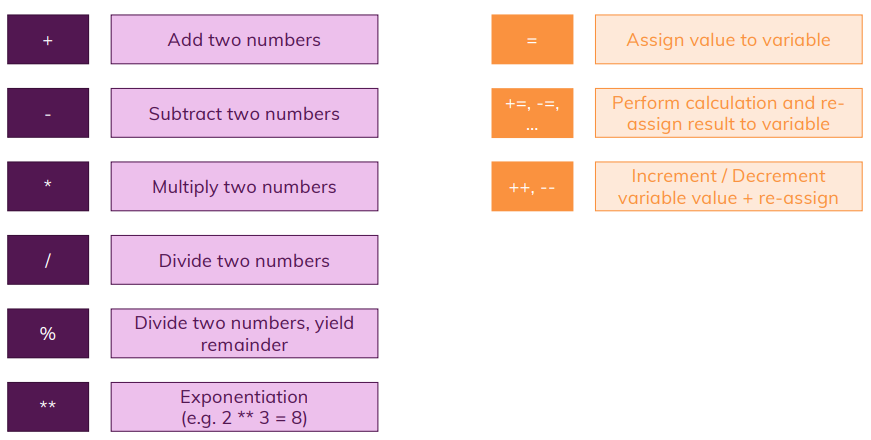 +
Add two numbers
-
Subtract two numbers
*
Multiply two numbers
/
Divide two numbers
%
Divide two numbers, yield
remainder
**
Exponentiation
(e.g. 2 ** 3 = 8)
=
Assign value to variable
+=, -=,
...
Perform calculation and re-
assign result to variable
++, --
Increment / Decrement
variable value + re-assign